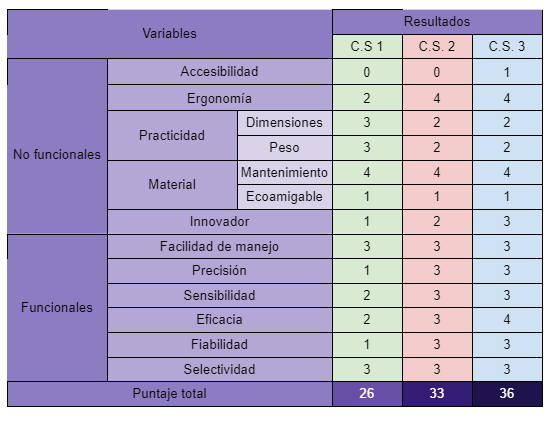 Variables Resultados
C.S 1 C.S. 2 C.S. 3
No funcionales Accesibilidad 0 0 1
Ergonomía 2 4 4
Practicidad Dimensiones 3 2 2
Peso 3 2 2
Material Mantenimiento 4 4 4
Ecoamigable 1 1 1
Innovador 1 2 3
Funcionales Facilidad de manejo 3 3 3
Precisión 1 3 3
Sensibilidad 2 3 3
Eficacia 2 3 4
Fiabilidad 1 3 3
Selectividad 3 3 3
Puntaje total 26 33 36